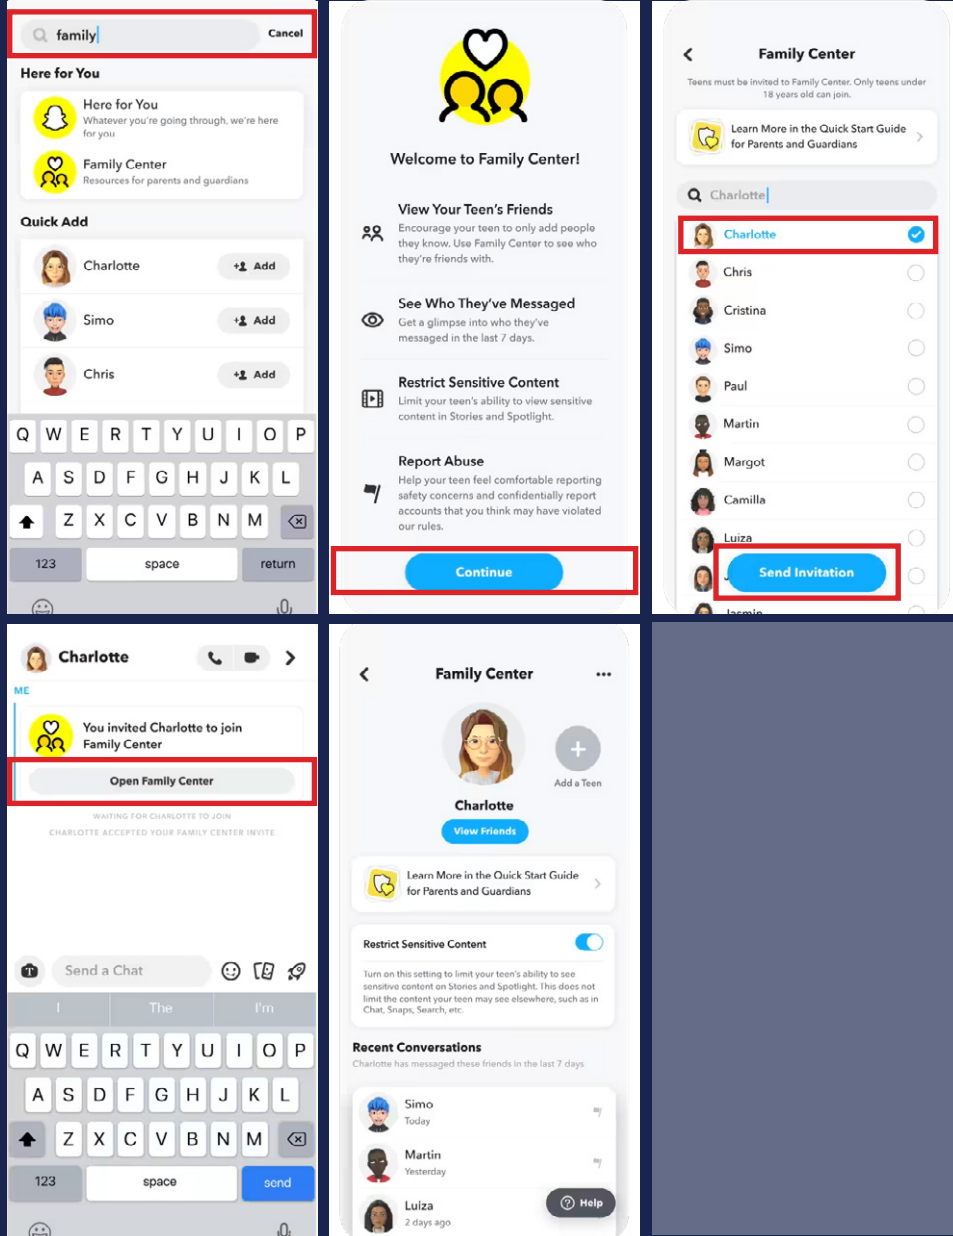 family
Cancel
Here for You
Here for You
Whatever you're going through, we're here
for you
Family Center
Resources for parents and guardians
Quick Add
Charlotte
Add
Simo
Add
Chris
Add
Q W E R T Y U I O P
A S D F G H J K L
Z X C V B N M
123 space return
Welcome to Family Center!
View Your Teen's Friends
Encourage your teen to only add people
they know. Use Family Center to see who
they're friends with.
See Who They've Messaged
Get a glimpse into who they've
messaged in the last 7 days.
Restrict Sensitive Content
Limit your teen's ability to view sensitive
content in Stories and Spotlight.
Report Abuse
Help your teen feel comfortable reporting
safety concerns and confidentially report
accounts that you think may have violated
our rules.
Continue
Family Center
Teens must be invited to Family Center. Only teens under
18 years old can join.
Learn More in the Quick Start Guide
for Parents and Guardians
Charlotte
Charlotte
Chris
Cristina
Simo
Paul
Martin
Margot
Camilla
Luiza
Send Invitation
Jasmin
Charlotte
ME
You invited Charlotte to join
Family Center
Open Family Center
WAITING FOR CHARLOTTE TO JOIN
CHARLOTTE ACCEPTED YOUR FAMILY CENTER INVITE
T
Send a Chat
I The I'm
Q W E R T Y U I O P
A S D F G H J K L
Z X C V B N M
123 space send
Family Center
Add a Teen
Charlotte
View Friends
Learn More in the Quick Start Guide
for Parents and Guardians
Restrict Sensitive Content
Turn on this setting to limit your teen's ability to see
sensitive content on Stories and Spotlight. This does not
limit the content your teen may see elsewhere, such as in
Chat, Snaps, Search, etc.
Recent Conversations
Charlotte has messaged these friends in the last 7 days
Simo
Today
Martin
Yesterday
Luiza
2 days ago
Help